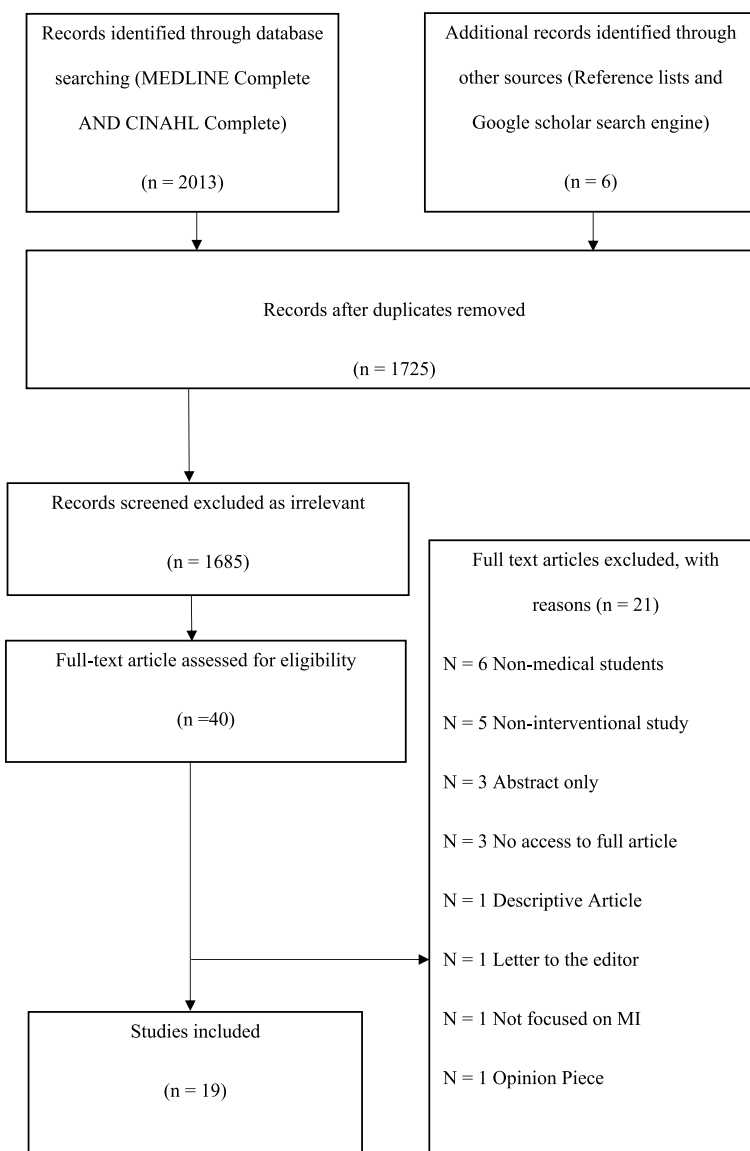 Records identified through database
searching (MEDLINE Complete
AND CINAHL Complete)
(n = 2013)
Additional records identified through
other sources (Reference lists and
Google scholar search engine)
(n = 6)
Records after duplicates removed
(n = 1725)
Records screened excluded as irrelevant
(n = 1685)
Full-text article assessed for eligibility
(n =40)
Full text articles excluded, with
reasons (n = 21)
N = 6 Non-medical students
N = 5 Non-interventional study
N = 3 Abstract only
N = 3 No access to full article
N = 1 Descriptive Article
N = 1 Letter to the editor
N = 1 Not focused on MI
N = 1 Opinion Piece
Studies included
(n = 19)